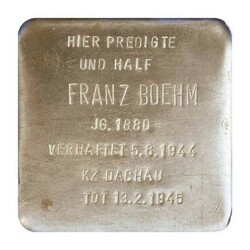 HIER PREDIGTE
UND HALF
FRANZ BOEHM
JG. 1880
VERHAFTET 5.6.1944
KZ DACHAU
TOT 13.2.1945